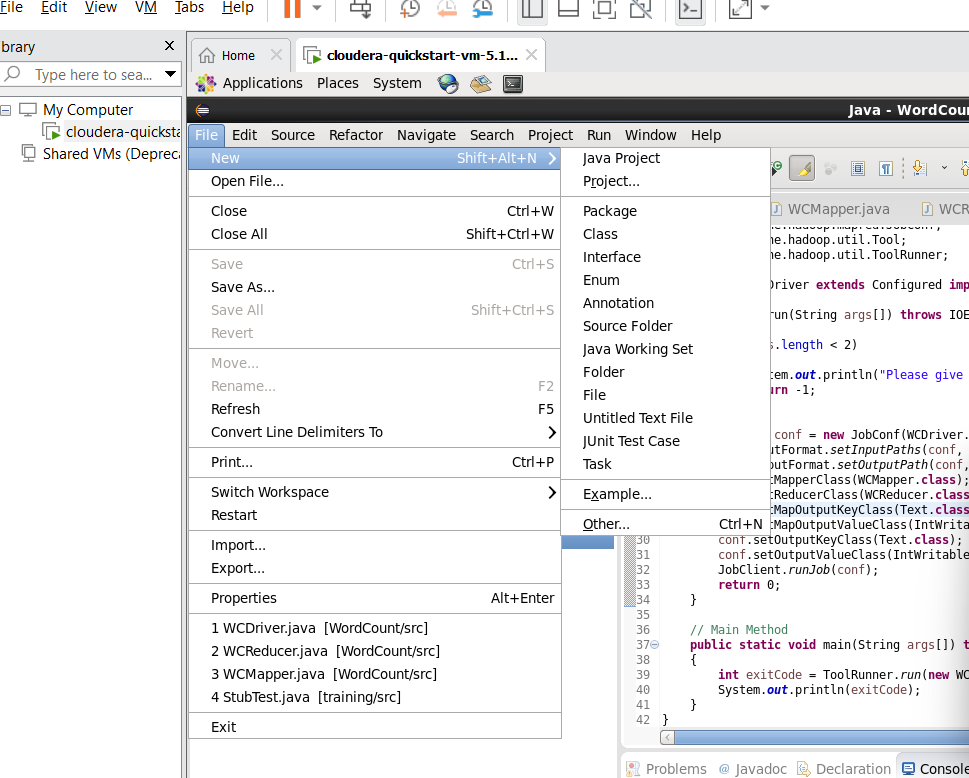 File Edit View VM Tabs Help
brary
Type here to sea...
My Computer
cloudera-quicksta
Shared VMs (Depreca
Home
cloudera-quickstart-vm-5.1...
Applications Places System
Java - WordCoun
File Edit Source Refactor Navigate Search Project Run Window Help
New Shift+Alt+N
Open File...
Close Ctrl+W
Close All Shift+Ctrl+W
Save Ctrl+S
Save As...
Save All Shift+Ctrl+S
Revert
Move...
Rename... F2
Refresh F5
Convert Line Delimiters To
Print... Ctrl+P
Switch Workspace
Restart
Import...
Export...
Properties Alt+Enter
1 WCDriver.java [WordCount/src]
2 WCReducer.java [WordCount/src]
3 WCMapper.java [WordCount/src]
4 StubTest.java [training/src]
Exit
Java Project
Project...
Package
Class
Interface
Enum
Annotation
Source Folder
Java Working Set
Folder
File
Untitled Text File
JUnit Test Case
Task
Example...
Other... Ctrl+N
WCMapper.java WCR
he.hadoop.mapred.JobConf;
he.hadoop.util.Tool;
he.hadoop.util.ToolRunner;
Driver extends Configured imp
run(String args[]) throws IOE
s.length < 2)
tem.out.println("Please give
urn -1;
conf = new JobConf(WCDriver.
putFormat.setInputPaths(conf,
putFormat.setOutputPath(conf,
tMapperClass(WCMapper.class);
tReducerClass(WCReducer.class
tMapOutputKeyClass(Text.class
tMapOutputValueClass(IntWrita
30 conf.setOutputKeyClass(Text.class);
31 conf.setOutputValueClass(IntWritable
32 JobClient.runJob(conf);
33 return 0;
34 }
35
36 // Main Method
37 public static void main(String args[]) t
38 {
39 int exitCode = ToolRunner.run(new WC
40 System.out.println(exitCode);
41 }
42 }
Problems @ Javadoc Declaration Console